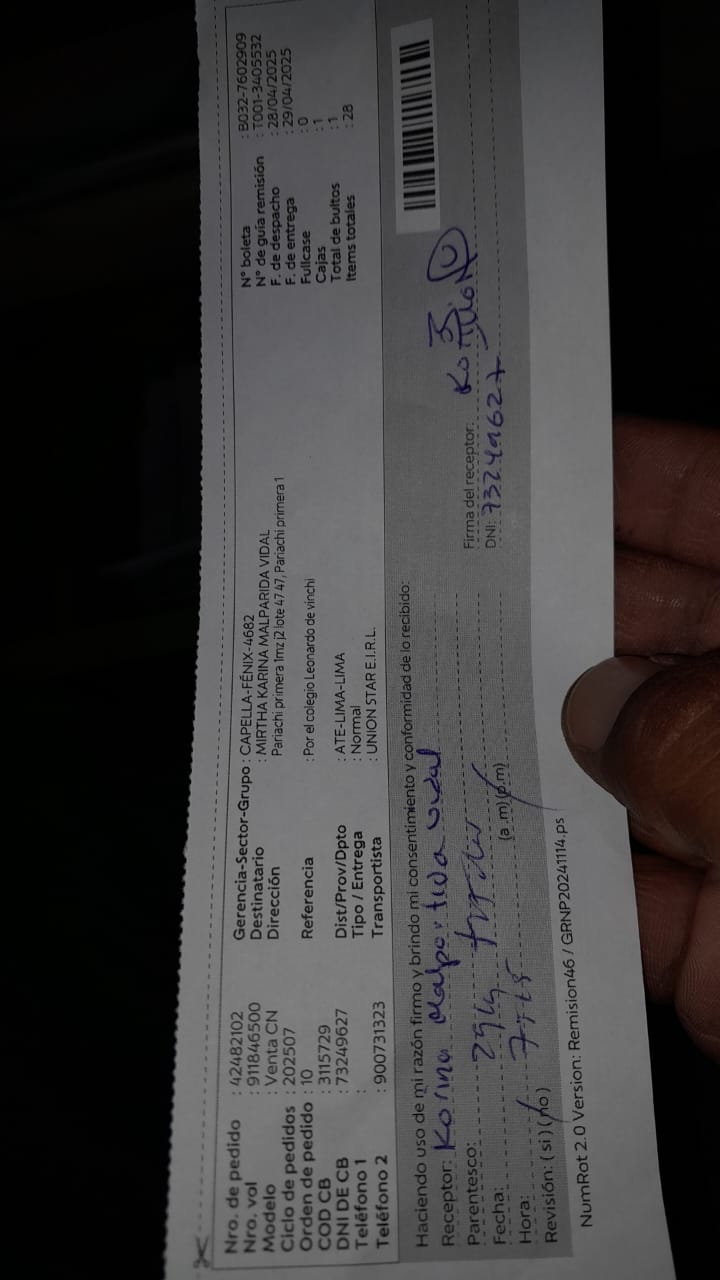 Nro. de pedido : 42482102
Nro. vol : 911846500
Modelo : Venta CN
Ciclo de pedidos : 202507
Orden de pedido : 10
COD CB : 3115729
DNI DE CB : 73249627
Teléfono 1 :
Teléfono 2 : 900731323
Gerencia-Sector-Grupo : CAPELLA-FÉNIX-4682
Destinatario : MIRTHA KARINA MALPARIDA VIDAL
Dirección Pariachi primera 1mz j2 lote 47 47, Pariachi primera 1
Referencia : Por el colegio Leonardo de vinchi
Dist/Prov/Dpto : ATE-LIMA-LIMA
Tipo / Entrega : Normal
Transportista : UNION STAR E.I.R.L.
N° boleta : B032-7602909
N° de guía remisión : T001-3405532
F. de despacho : 28/04/2025
F. de entrega : 29/04/2025
Fullcase : 0
Cajas : 1
Total de bultos : 1
Items totales : 28
Haciendo uso de mi razón firmo y brindo mi consentimiento y conformidad de lo recibido:
Receptor: Karina Malpartida Vidal
Parentesco:
Fecha:
Hora: (a .m) (p.m)
Revisión: ( si ) ( no )
Firma del receptor:
DNI: 73249627
NumRot 2.0 Version: Remision46 / GRNP20241114.ps